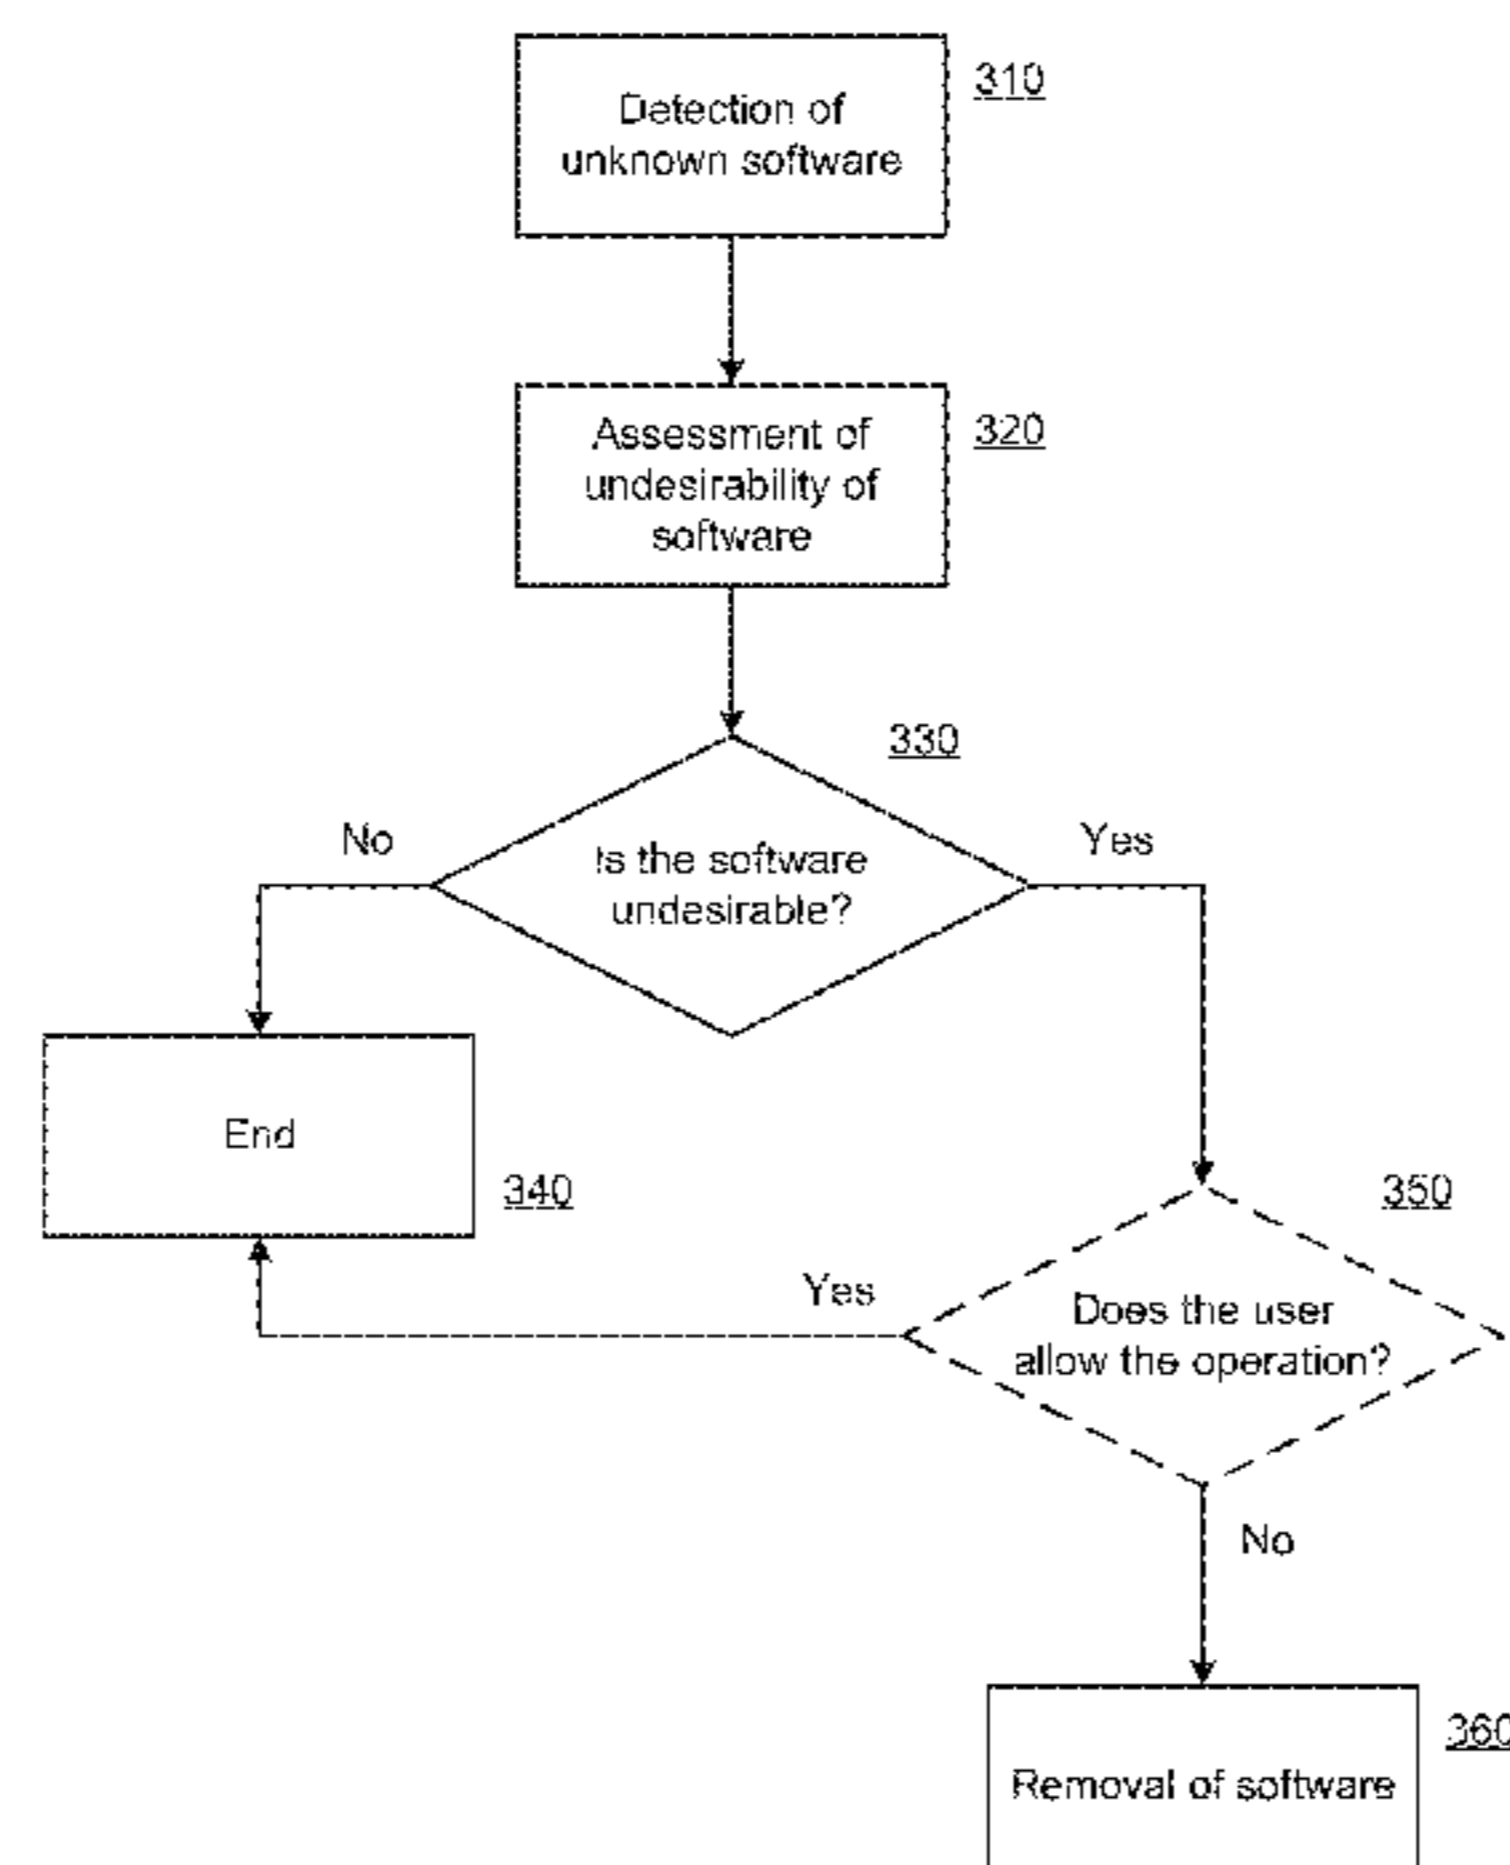 Detection of
unknown software
310
Assessment of
undesirability of
software
320
330
No
Is the software
undesirable?
Yes
End
340
350
Yes
Does the user
allow the operation?
No
360
Removal of software